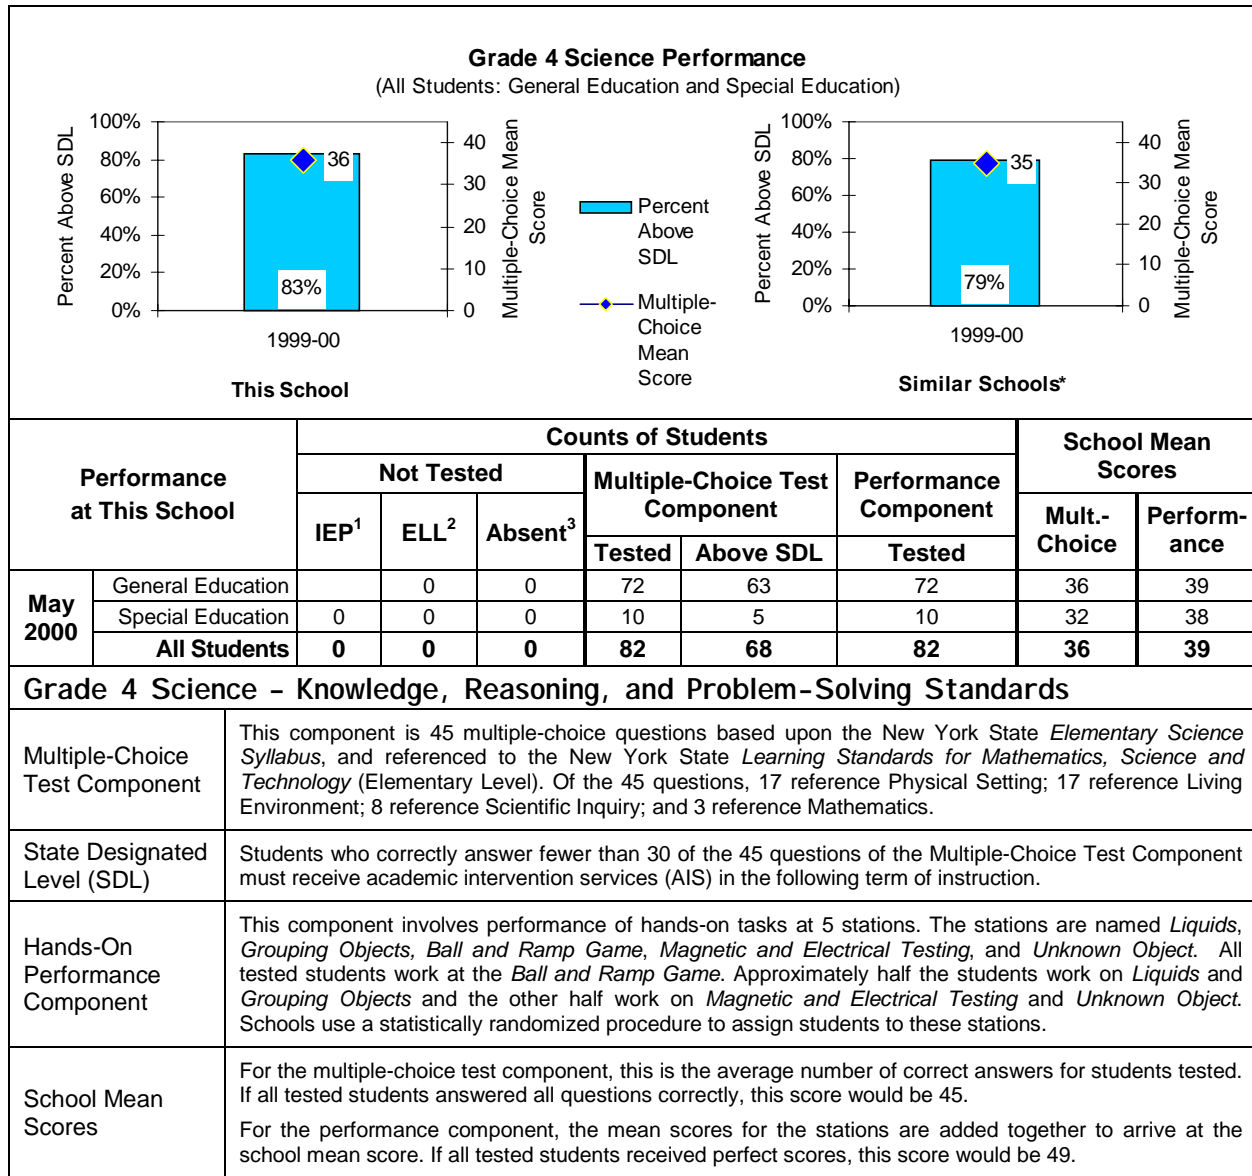 Grade 4 Science Performance
(All Students: General Education and Special Education)
Percent Above SDL
100%
80%
60%
40%
20%
0%
36
83%
1999-00
40
30
20
10
0
Multiple-Choice Mean
Score
This School
Percent
Above
SDL
Multiple-
Choice
Mean
Score
Percent Above SDL
100%
80%
60%
40%
20%
0%
35
79%
1999-00
40
30
20
10
0
Multiple-Choice Mean
Score
Similar Schools*
Performance
at This School
Counts of Students
School Mean
Scores
Not Tested
Multiple-Choice Test
Component
Performance
Component
IEP¹ ELL² Absent³
Tested Above SDL Tested
Mult.-
Choice
Perform-
ance
May
2000
General Education 0 0 72 63 72 36 39
Special Education 0 0 0 10 5 10 32 38
All Students 0 0 0 82 68 82 36 39
Grade 4 Science – Knowledge, Reasoning, and Problem-Solving Standards
Multiple-Choice
Test Component
This component is 45 multiple-choice questions based upon the New York State Elementary Science
Syllabus, and referenced to the New York State Learning Standards for Mathematics, Science and
Technology (Elementary Level). Of the 45 questions, 17 reference Physical Setting; 17 reference Living
Environment; 8 reference Scientific Inquiry; and 3 reference Mathematics.
State Designated
Level (SDL)
Students who correctly answer fewer than 30 of the 45 questions of the Multiple-Choice Test Component
must receive academic intervention services (AIS) in the following term of instruction.
Hands-On
Performance
Component
This component involves performance of hands-on tasks at 5 stations. The stations are named Liquids,
Grouping Objects, Ball and Ramp Game, Magnetic and Electrical Testing, and Unknown Object. All
tested students work at the Ball and Ramp Game. Approximately half the students work on Liquids and
Grouping Objects and the other half work on Magnetic and Electrical Testing and Unknown Object.
Schools use a statistically randomized procedure to assign students to these stations.
School Mean
Scores
For the multiple-choice test component, this is the average number of correct answers for students tested.
If all tested students answered all questions correctly, this score would be 45.
For the performance component, the mean scores for the stations are added together to arrive at the
school mean score. If all tested students received perfect scores, this score would be 49.